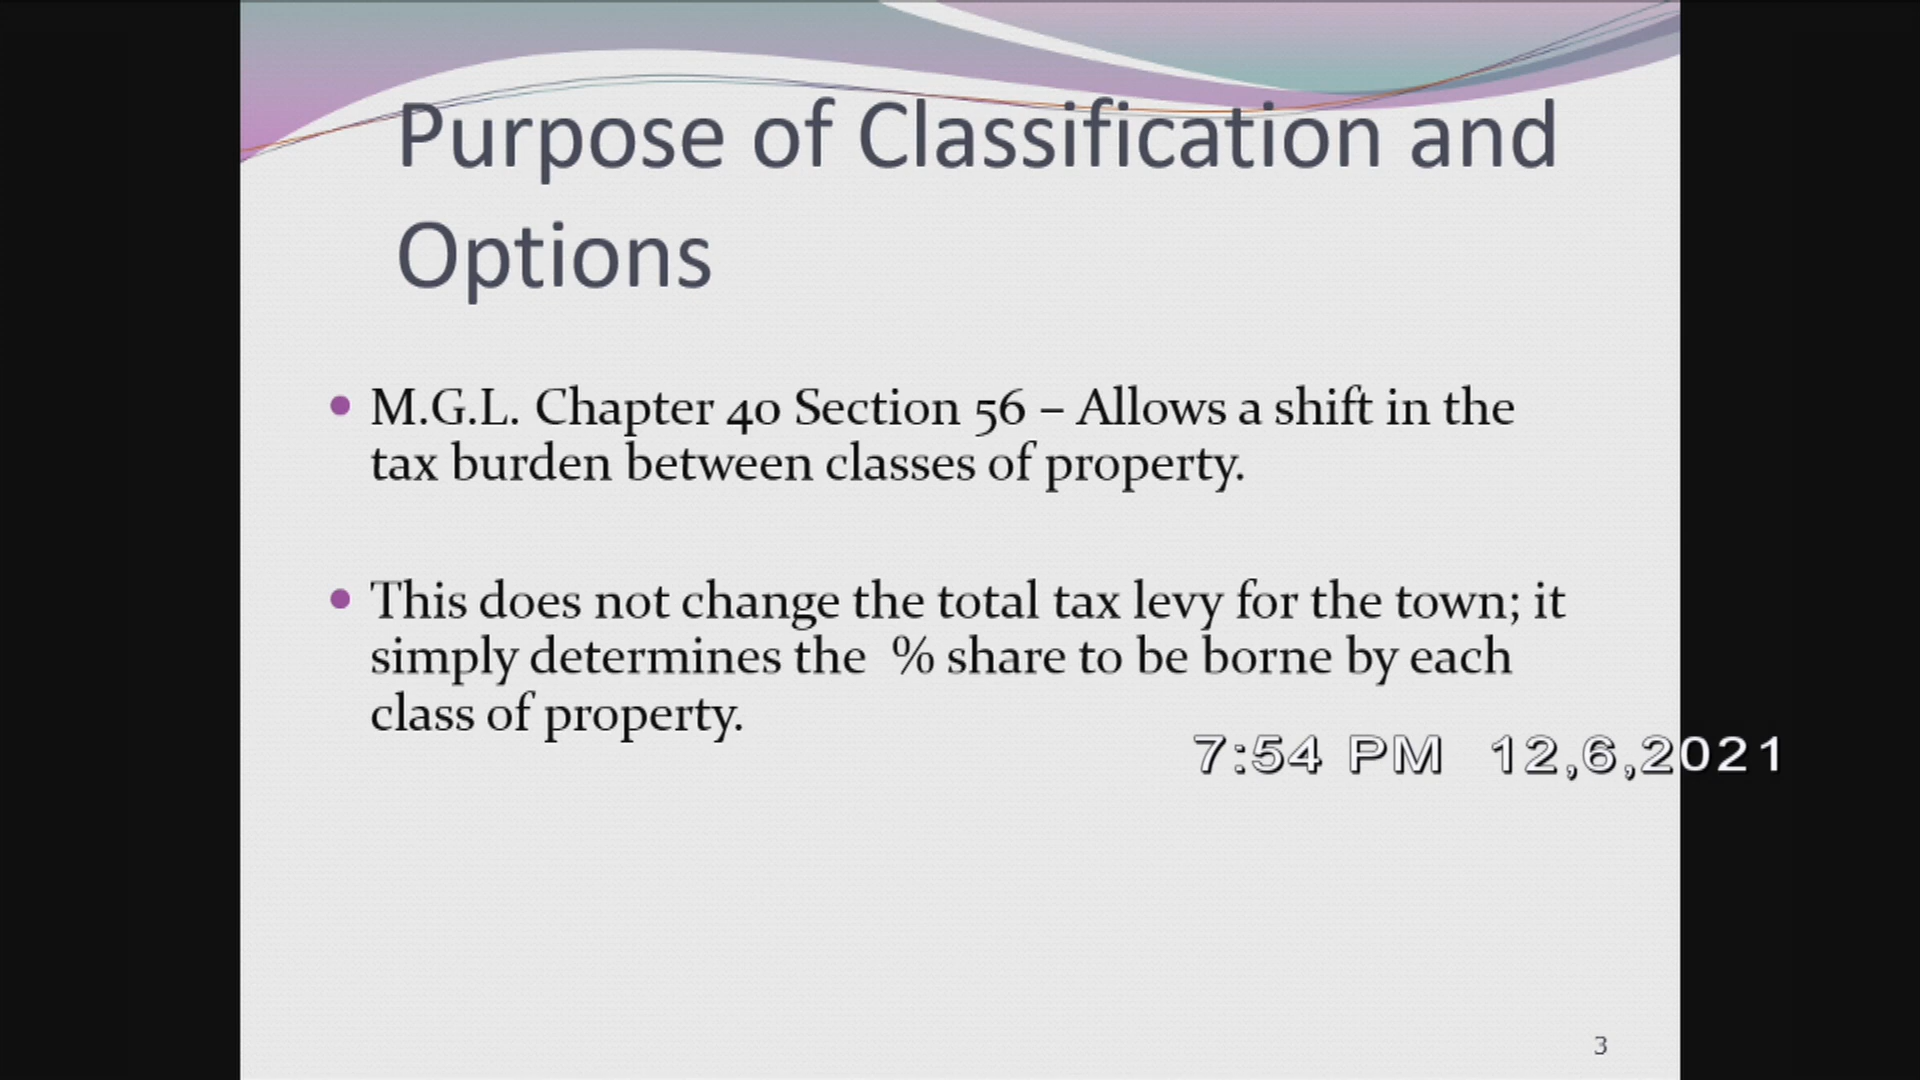 Purpose of Classification and
Options
M.G.L. Chapter 40 Section 56 – Allows a shift in the
tax burden between classes of property.
This does not change the total tax levy for the town; it
simply determines the  % share to be borne by each
class of property.
7:54 PM  12,6,2021
3